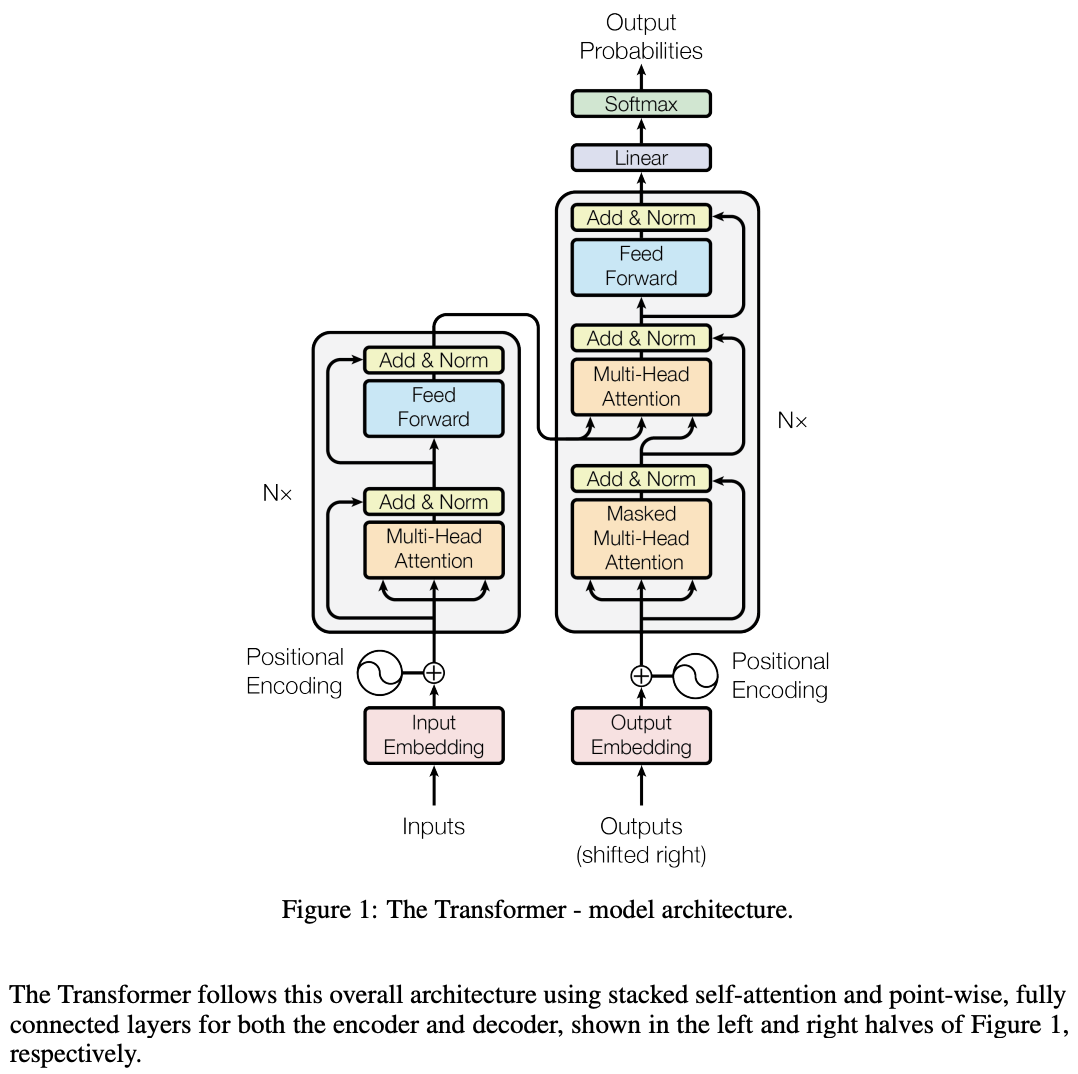 Output
Probabilities
Softmax
Linear
Add & Norm
Feed
Forward
Add & Norm
Multi-Head
Attention
N×
Add & Norm
Masked
Multi-Head
Attention
Add & Norm
Feed
Forward
N×
Add & Norm
Multi-Head
Attention
Positional
Encoding
Positional
Encoding
Input
Embedding
Output
Embedding
Inputs
Outputs
(shifted right)
Figure 1: The Transformer - model architecture.
The Transformer follows this overall architecture using stacked self-attention and point-wise, fully
connected layers for both the encoder and decoder, shown in the left and right halves of Figure 1,
respectively.